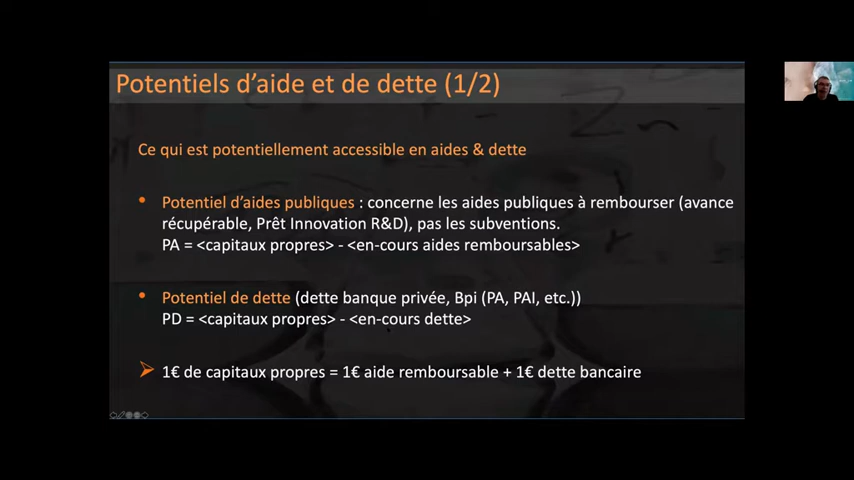 Potentiels d'aide et de dette (1/2)
Ce qui est potentiellement accessible en aides & dette
• Potentiel d'aides publiques : concerne les aides publiques à rembourser (avance
récupérable, Prêt Innovation R&D), pas les subventions.
PA = <capitaux propres> - <en-cours aides remboursables>
• Potentiel de dette (dette banque privée, Bpi (PA, PAI, etc.))
PD = <capitaux propres> - <en-cours dette>
➢ 1€ de capitaux propres = 1€ aide remboursable + 1€ dette bancaire